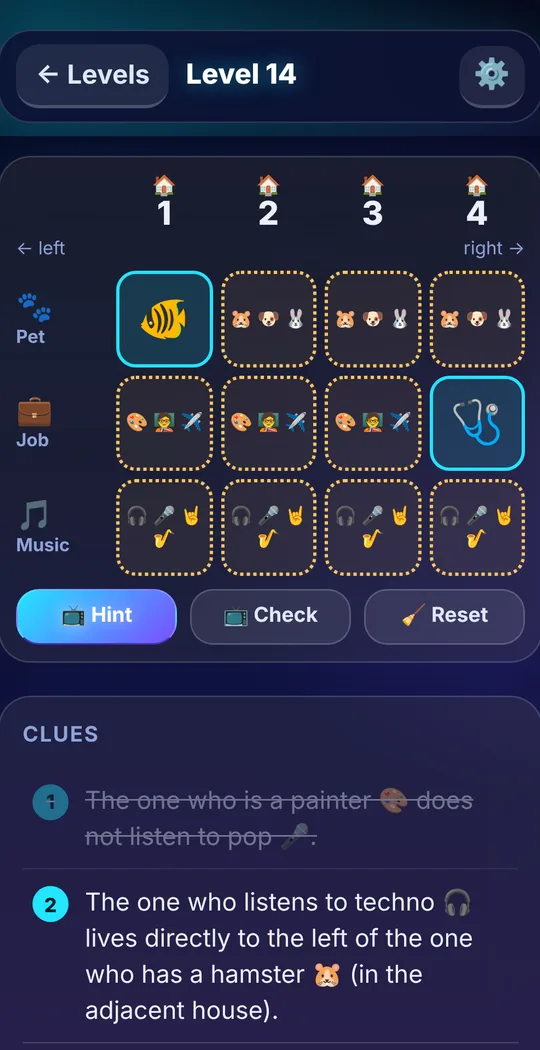 ← Levels Level 14
1 2 3 4
← left right →
Pet
Job
Music
Hint Check Reset
CLUES
1 The one who is a painter does
not listen to pop .
2 The one who listens to techno
lives directly to the left of the one
who has a hamster (in the
adjacent house).